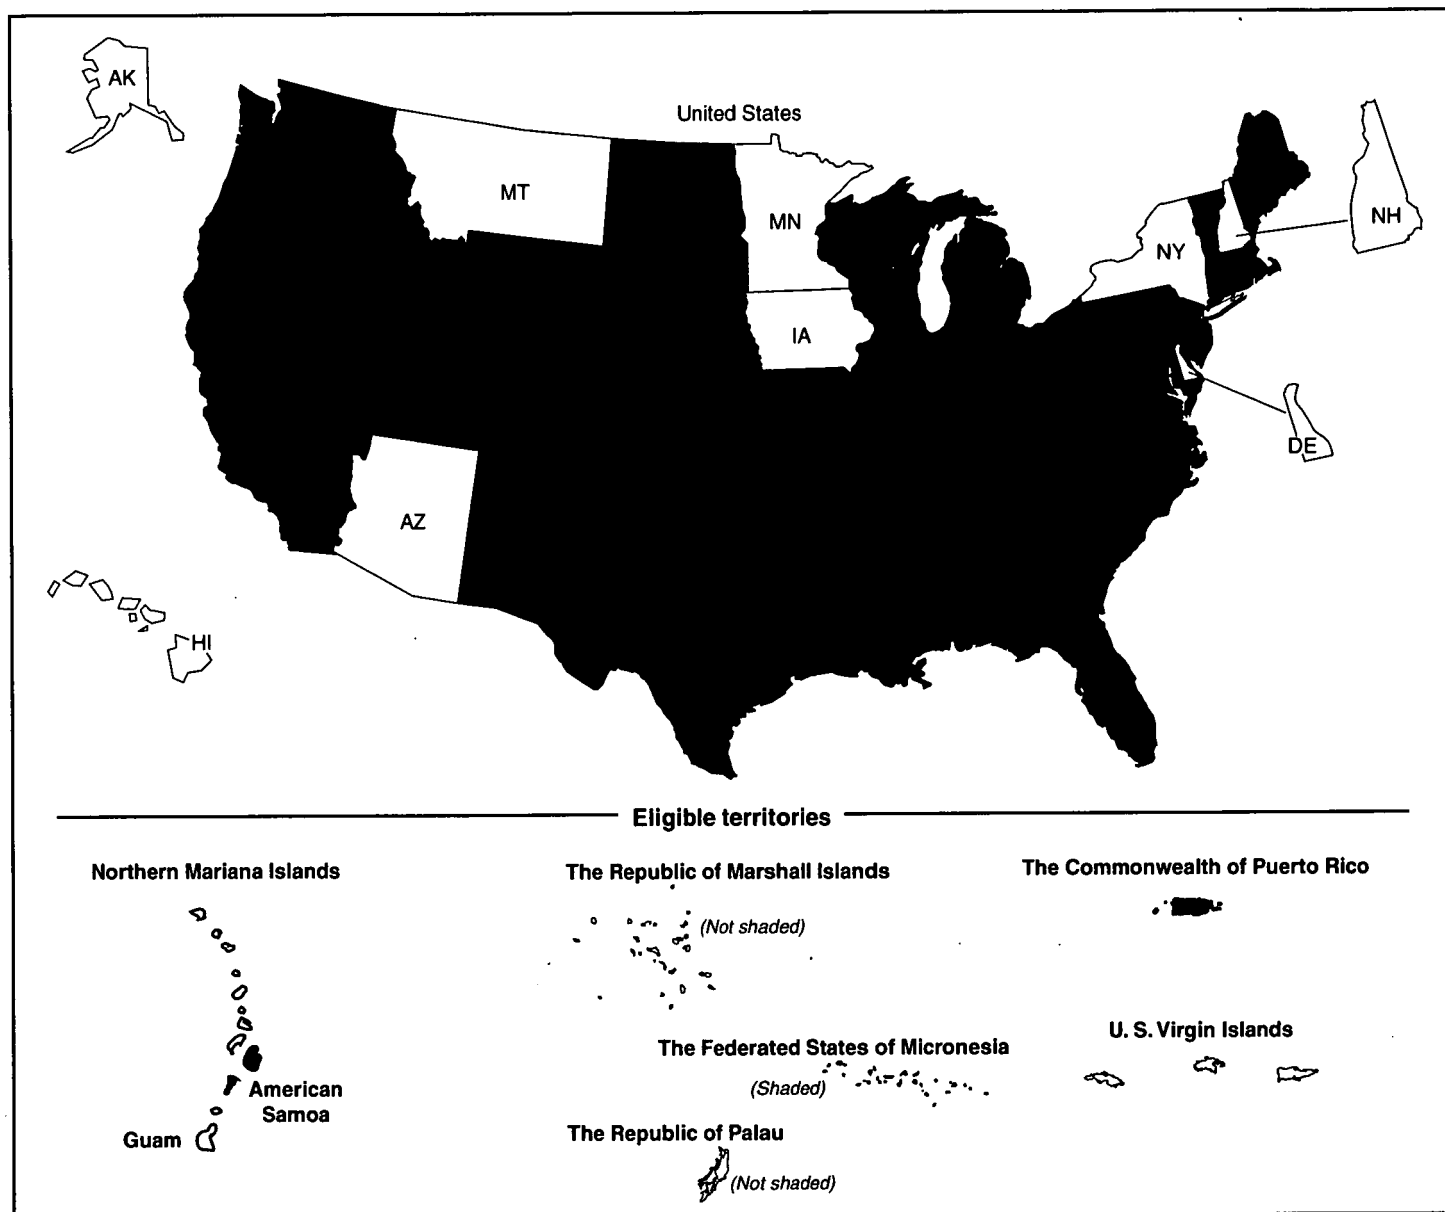 AK
United States
MT
MN
NH
NY
IA
DE
AZ
HI
Eligible territories
Northern Mariana Islands
The Republic of Marshall Islands
The Commonwealth of Puerto Rico
(Not shaded)
U. S. Virgin Islands
The Federated States of Micronesia
(Shaded)
American
Samoa
Guam
The Republic of Palau
(Not shaded)